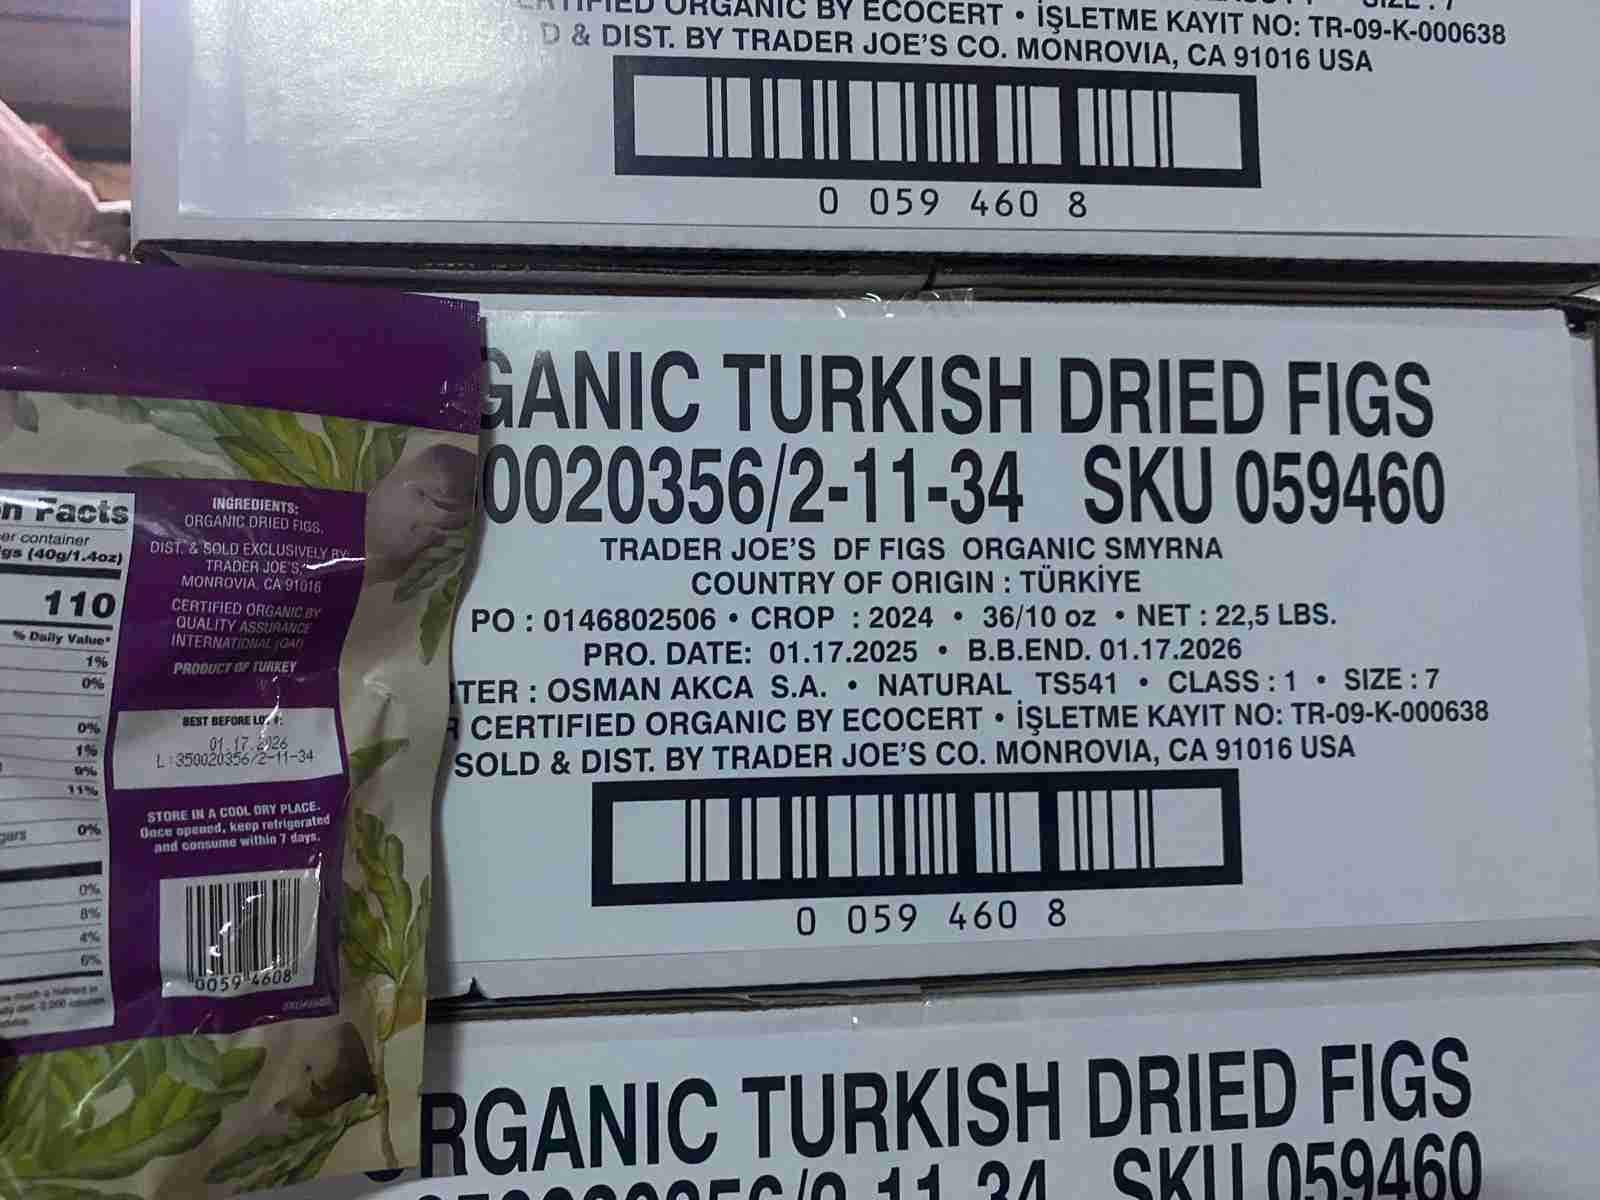 CERTIFIED ORGANIC BY ECOCERT • İŞLETME KAYIT NO: TR-09-K-000638
D & DIST. BY TRADER JOE'S CO. MONROVIA, CA 91016 USA
0 059 460 8
GANIC TURKISH DRIED FIGS
0020356/2-11-34 SKU 059460
TRADER JOE'S DF FIGS ORGANIC SMYRNA
COUNTRY OF ORIGIN : TÜRKİYE
PO : 0146802506 • CROP : 2024 • 36/10 oz • NET : 22,5 LBS.
PRO. DATE: 01.17.2025 • B.B.END. 01.17.2026
TER : OSMAN AKCA S.A. • NATURAL TS541 • CLASS : 1 • SIZE : 7
R CERTIFIED ORGANIC BY ECOCERT • İŞLETME KAYIT NO: TR-09-K-000638
SOLD & DIST. BY TRADER JOE'S CO. MONROVIA, CA 91016 USA
0 059 460 8
RGANIC TURKISH DRIED FIGS
SKU 059460
n Facts
er container
gs (40g/1.4oz)
110
% Daily Value*
1%
0%
0%
1%
9%
11%
gars 0%
0%
8%
4%
6%
INGREDIENTS:
ORGANIC DRIED FIGS.
DIST. & SOLD EXCLUSIVELY BY:
TRADER JOE'S
MONROVIA, CA 91016
CERTIFIED ORGANIC BY
QUALITY ASSURANCE
INTERNATIONAL (QAI)
PRODUCT OF TURKEY
BEST BEFORE LOT:
01.17.2026
L:350020356/2-11-34
STORE IN A COOL DRY PLACE.
Once opened, keep refrigerated
and consume within 7 days.
0059 4608